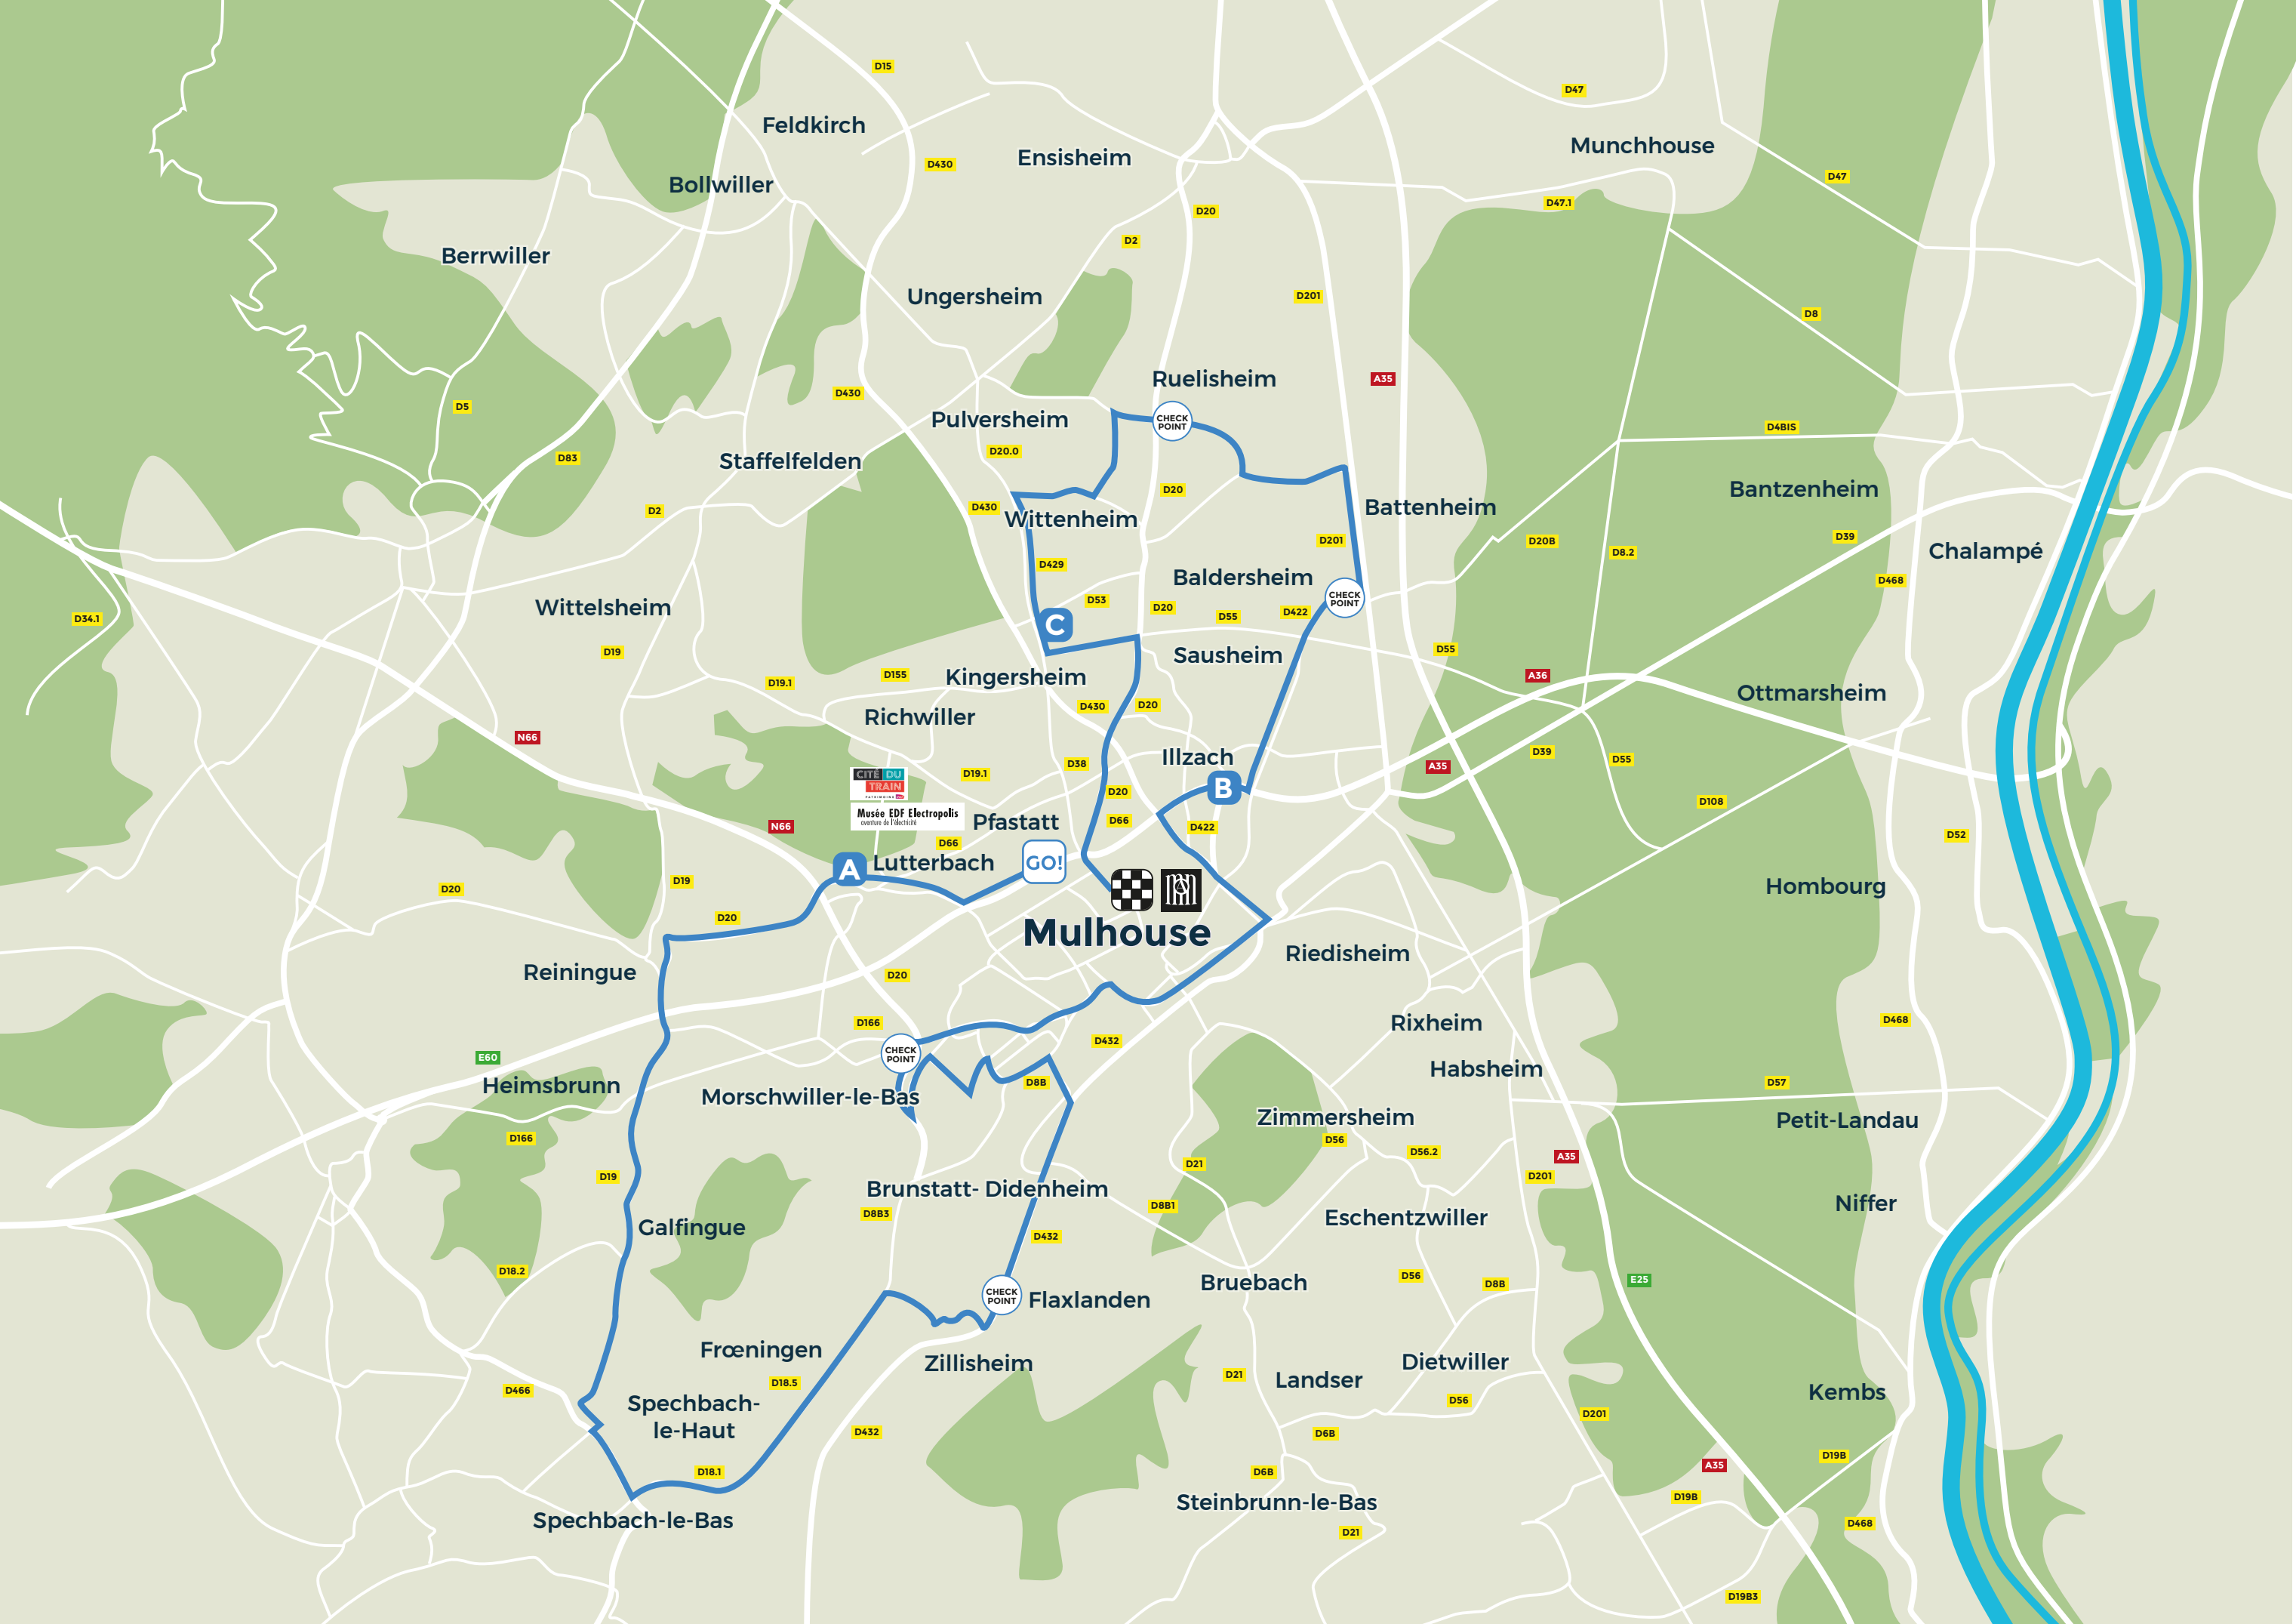 D15
D47
Feldkirch
Munchhouse
Ensisheim
D430
D47
Bollwiller
D47.1
D20
D2
Berrwiller
Ungersheim
D201
D8
Ruelisheim
A35
D430
D5
Pulversheim
CHECK
POINT
D4BIS
D20.0
D83
Staffelfelden
D20
Bantzenheim
D430
Battenheim
D2
Wittenheim
D39
D201
D20B
Chalampé
D8.2
D429
Baldersheim
D468
CHECK
POINT
D53
Wittelsheim
D20
D422
D55
D34.1
C
D55
D19
Sausheim
D155
A36
Kingersheim
D19.1
Ottmarsheim
D430
D20
Richwiller
N66
D39
Illzach
D55
D38
A35
CITÉ DU
TRAIN
D19.1
B
D20
D108
Musée EDF Electropolis
aventure de l'électricité
Pfastatt
D66
N66
D422
D52
D66
Lutterbach
GO!
A
D19
Hombourg
D20
D20
Mulhouse
Riedisheim
Reiningue
D20
D468
D166
Rixheim
D432
CHECK
POINT
E60
Habsheim
Heimsbrunn
D8B
D57
Morschwiller-le-Bas
Zimmersheim
Petit-Landau
D166
D56
D56.2
A35
D21
D19
D201
Brunstatt- Didenheim
Niffer
D8B1
D8B3
Eschentzwiller
Galfingue
D432
D18.2
D56
E25
Bruebach
D8B
CHECK
POINT
Flaxlanden
Frœningen
Zillisheim
Dietwiller
D21
Landser
D18.5
D466
Kembs
Spechbach-
le-Haut
D56
D201
D432
D6B
D19B
A35
D18.1
D6B
D19B
Steinbrunn-le-Bas
Spechbach-le-Bas
D468
D21
D19B3